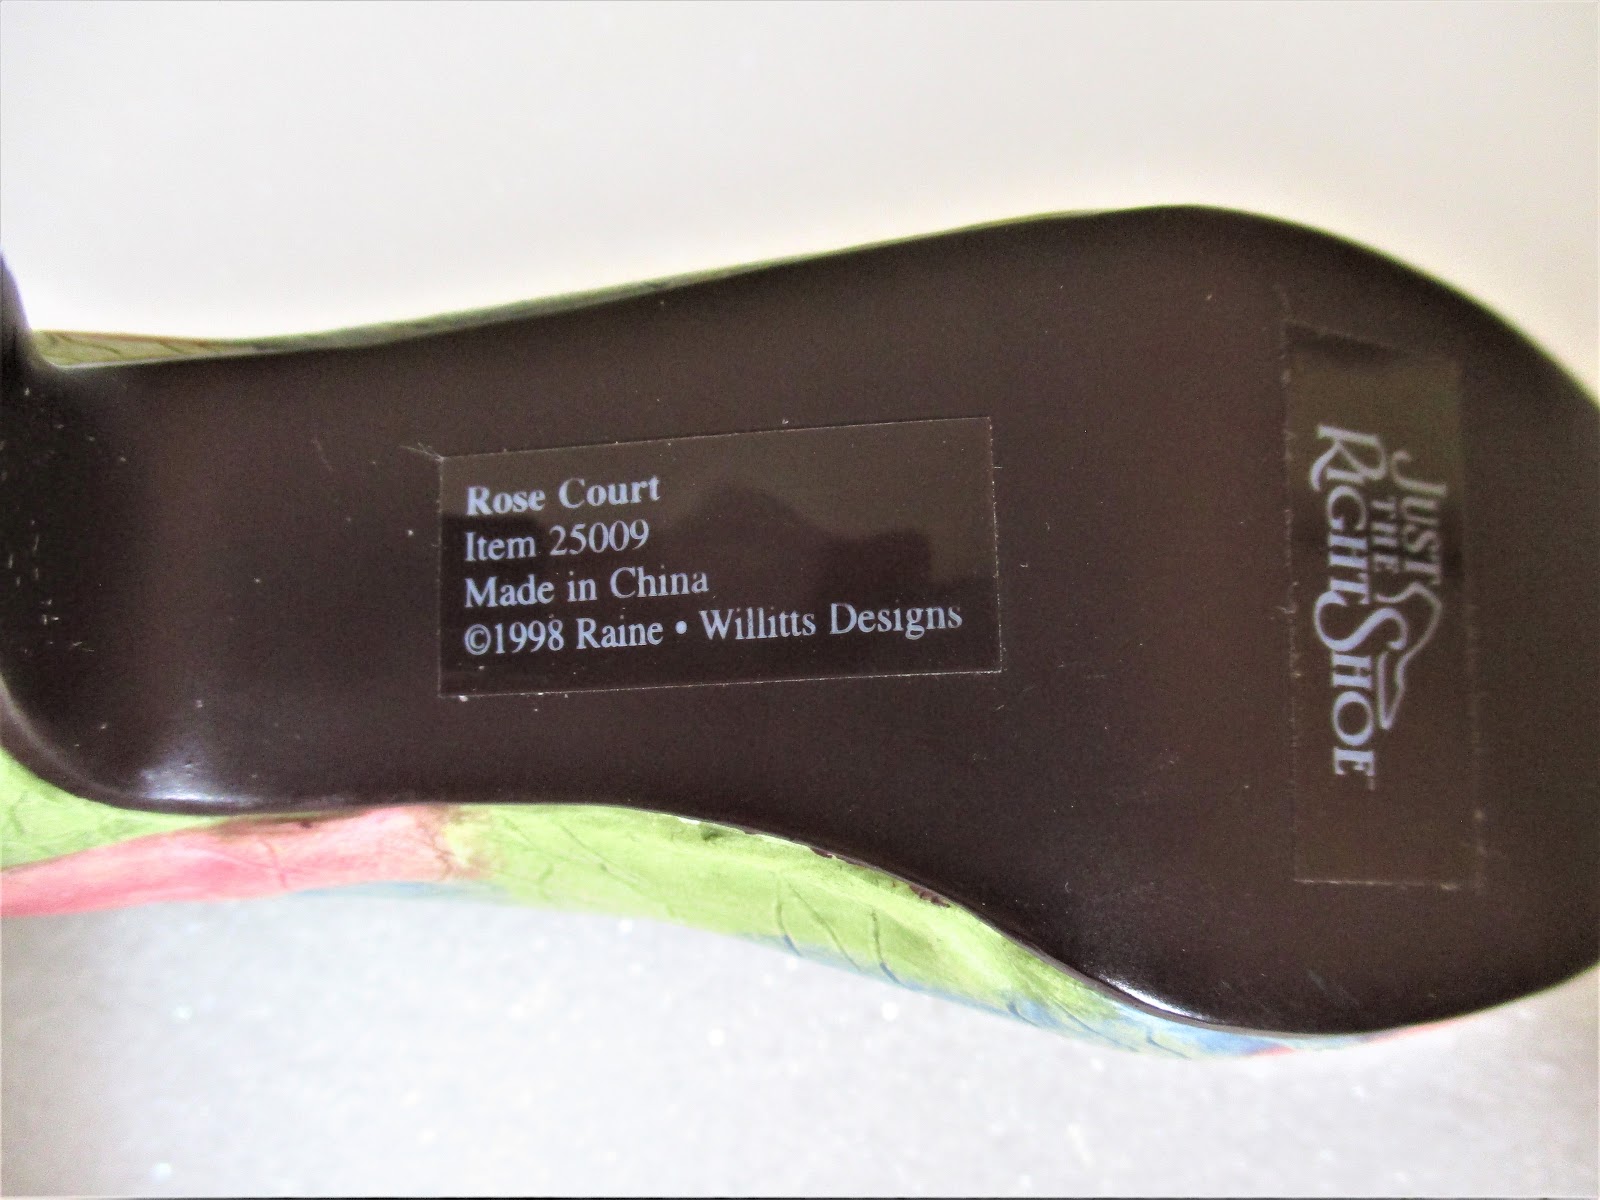 Rose Court
Item 25009
Made in China
©1998 Raine • Willitts Designs
JUST
THE
RIGHT SHOE